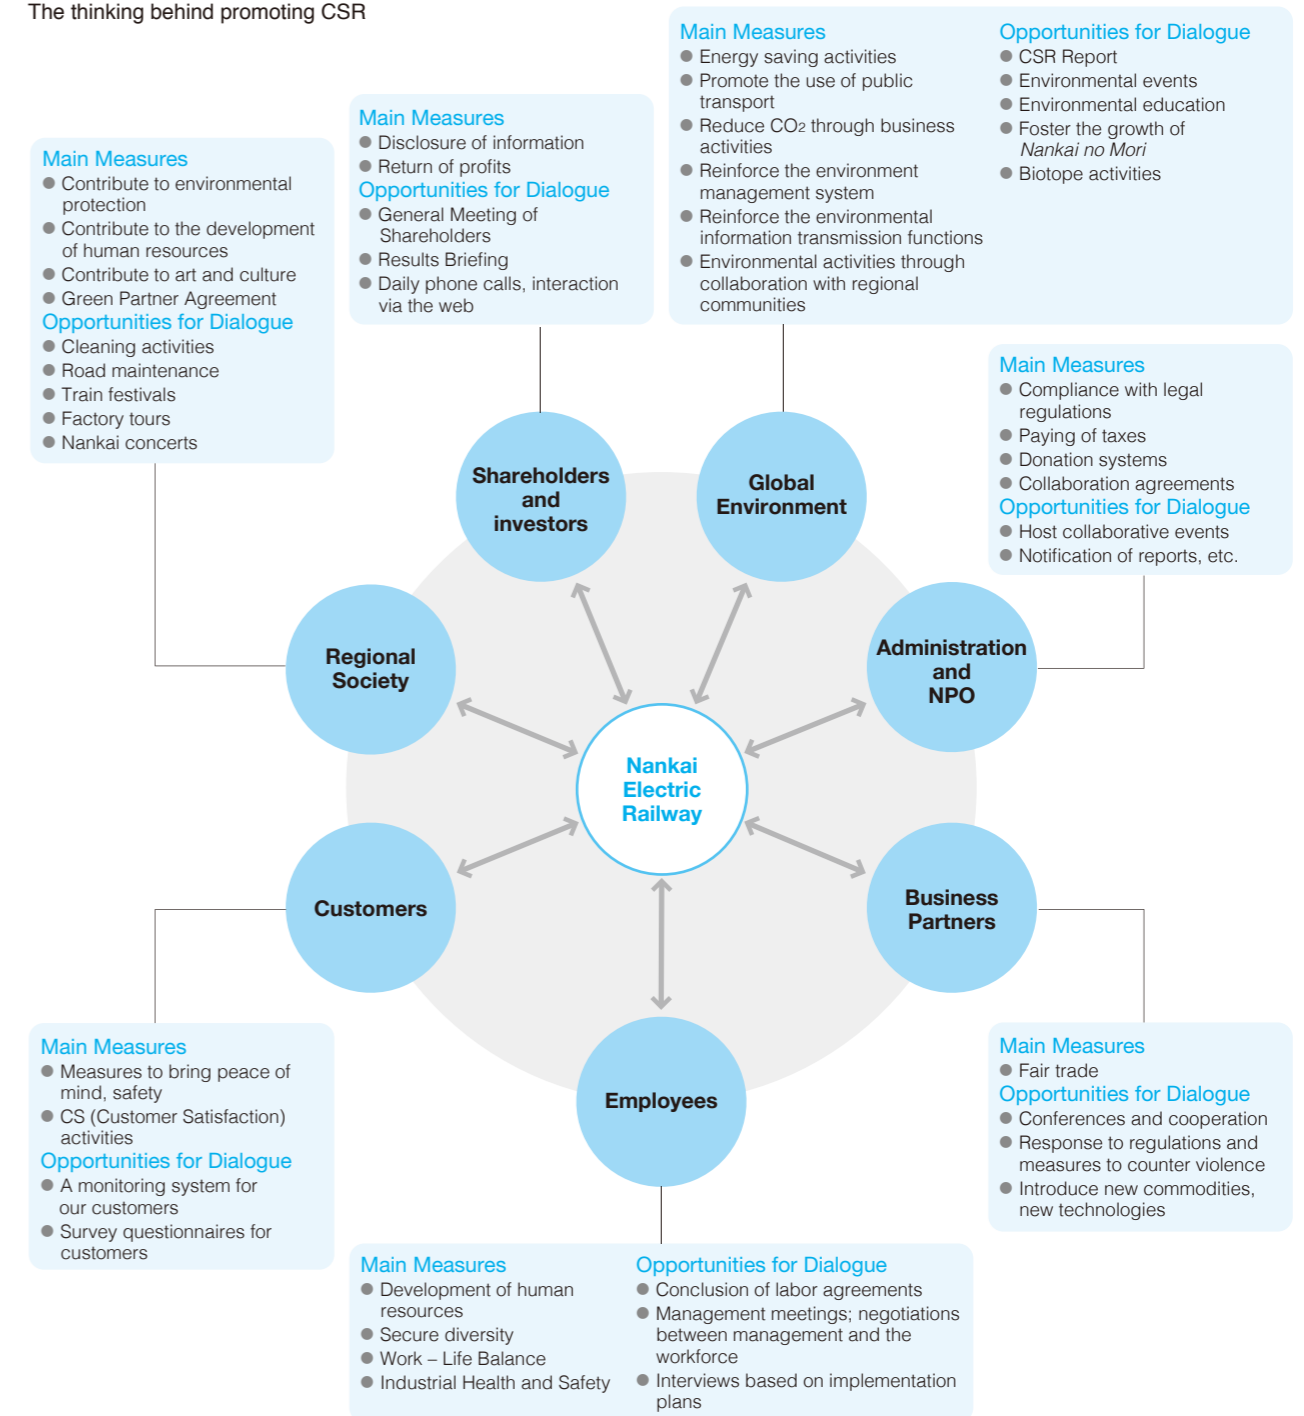 The thinking behind promoting CSR
Main Measures
● Energy saving activities
● Promote the use of public
transport
● Reduce CO2 through business
activities
● Reinforce the environment
management system
● Reinforce the environmental
information transmission functions
● Environmental activities through
collaboration with regional
communities
Opportunities for Dialogue
● CSR Report
● Environmental events
● Environmental education
● Foster the growth of
Nankai no Mori
● Biotope activities
Main Measures
● Disclosure of information
● Return of profits
Opportunities for Dialogue
● General Meeting of
Shareholders
● Results Briefing
● Daily phone calls, interaction
via the web
Main Measures
● Contribute to environmental
protection
● Contribute to the development
of human resources
● Contribute to art and culture
● Green Partner Agreement
Opportunities for Dialogue
● Cleaning activities
● Road maintenance
● Train festivals
● Factory tours
● Nankai concerts
Main Measures
● Compliance with legal
regulations
● Paying of taxes
● Donation systems
● Collaboration agreements
Opportunities for Dialogue
● Host collaborative events
● Notification of reports, etc.
Shareholders
and
investors
Global
Environment
Regional
Society
Administration
and
NPO
Nankai
Electric
Railway
Customers
Business
Partners
Employees
Main Measures
● Measures to bring peace of
mind, safety
● CS (Customer Satisfaction)
activities
Opportunities for Dialogue
● A monitoring system for
our customers
● Survey questionnaires for
customers
Main Measures
● Fair trade
Opportunities for Dialogue
● Conferences and cooperation
● Response to regulations and
measures to counter violence
● Introduce new commodities,
new technologies
Main Measures
● Development of human
resources
● Secure diversity
● Work – Life Balance
● Industrial Health and Safety
Opportunities for Dialogue
● Conclusion of labor agreements
● Management meetings; negotiations
between management and the
workforce
● Interviews based on implementation
plans